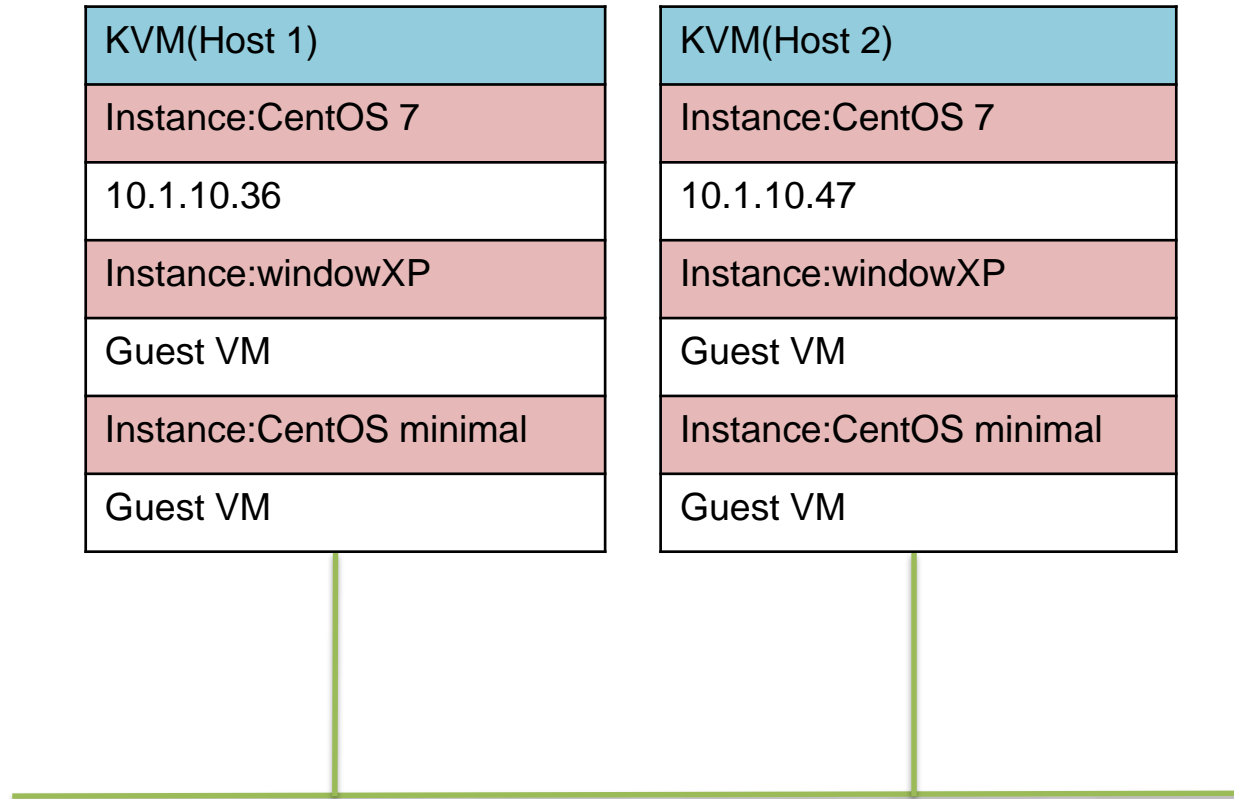 KVM(Host 1)
Instance:CentOS 7
10.1.10.36
Instance:windowXP
Guest VM
Instance:CentOS minimal
Guest VM
KVM(Host 2)
Instance:CentOS 7
10.1.10.47
Instance:windowXP
Guest VM
Instance:CentOS minimal
Guest VM